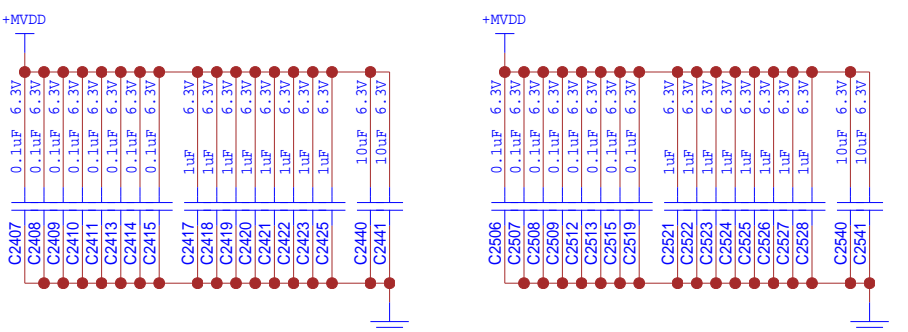 +MVDD
0.1uF 6.3V
0.1uF 6.3V
0.1uF 6.3V
0.1uF 6.3V
0.1uF 6.3V
0.1uF 6.3V
0.1uF 6.3V
0.1uF 6.3V
1uF 6.3V
1uF 6.3V
1uF 6.3V
1uF 6.3V
1uF 6.3V
1uF 6.3V
1uF 6.3V
1uF 6.3V
10uF 6.3V
10uF 6.3V
C2407
C2408
C2409
C2410
C2411
C2413
C2414
C2415
C2417
C2418
C2419
C2420
C2421
C2422
C2423
C2425
C2440
C2441
+MVDD
0.1uF 6.3V
0.1uF 6.3V
0.1uF 6.3V
0.1uF 6.3V
0.1uF 6.3V
0.1uF 6.3V
0.1uF 6.3V
0.1uF 6.3V
1uF 6.3V
1uF 6.3V
1uF 6.3V
1uF 6.3V
1uF 6.3V
1uF 6.3V
1uF 6.3V
1uF 6.3V
10uF 6.3V
10uF 6.3V
C2506
C2507
C2508
C2509
C2512
C2513
C2515
C2519
C2521
C2522
C2523
C2524
C2525
C2526
C2527
C2528
C2540
C2541